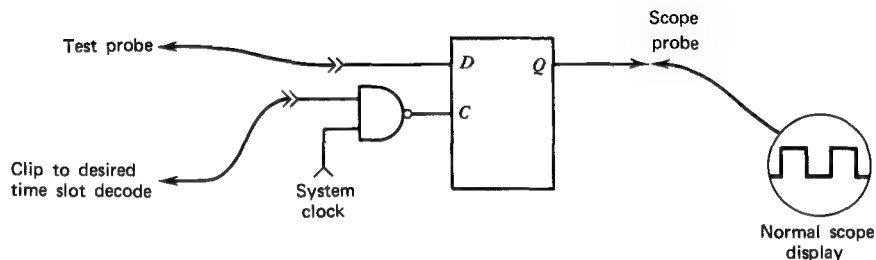 Test probe
D
Q
Scope
probe
C
Clip to desired
time slot decode
System
clock
Normal scope
display